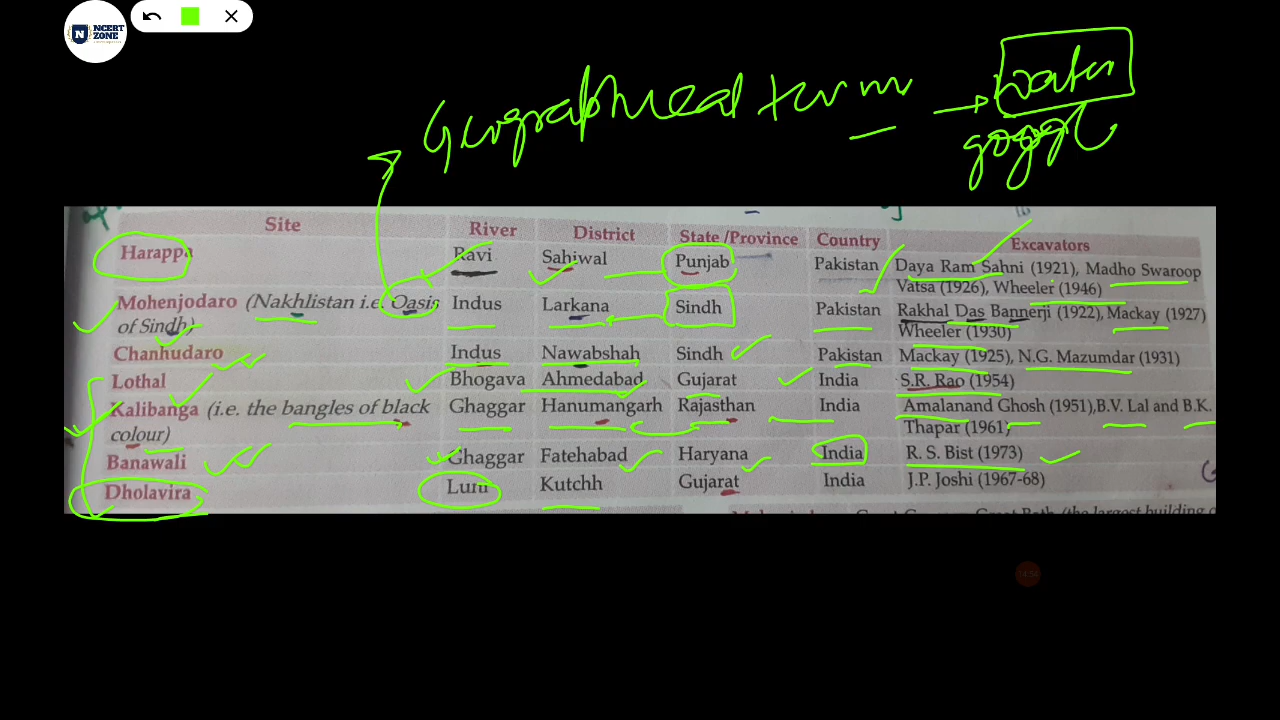 NCERT
ZONE
Geographical term → water
Site River District State /Province Country Excavators
Harappa Ravi Sahiwal Punjab Pakistan Daya Ram Sahni (1921), Madho Swaroop
Vatsa (1926), Wheeler (1946)
Mohenjodaro (Nakhlistan i.e. Oasis Indus Larkana Sindh Pakistan Rakhal Das Bannerji (1922), Mackay (1927)
of Sindh) Wheeler (1930)
Chanhudaro Indus Nawabshah Sindh Pakistan Mackay (1925), N.G. Mazumdar (1931)
Lothal Bhogava Ahmedabad Gujarat India S.R. Rao (1954)
Kalibanga (i.e. the bangles of black Ghaggar Hanumangarh Rajasthan India Amalanand Ghosh (1951),B.V. Lal and B.K.
colour) Thapar (1961)
Banawali Ghaggar Fatehabad Haryana India R. S. Bist (1973)
Dholavira Luni Kutchh Gujarat India J.P. Joshi (1967-68)
14:54